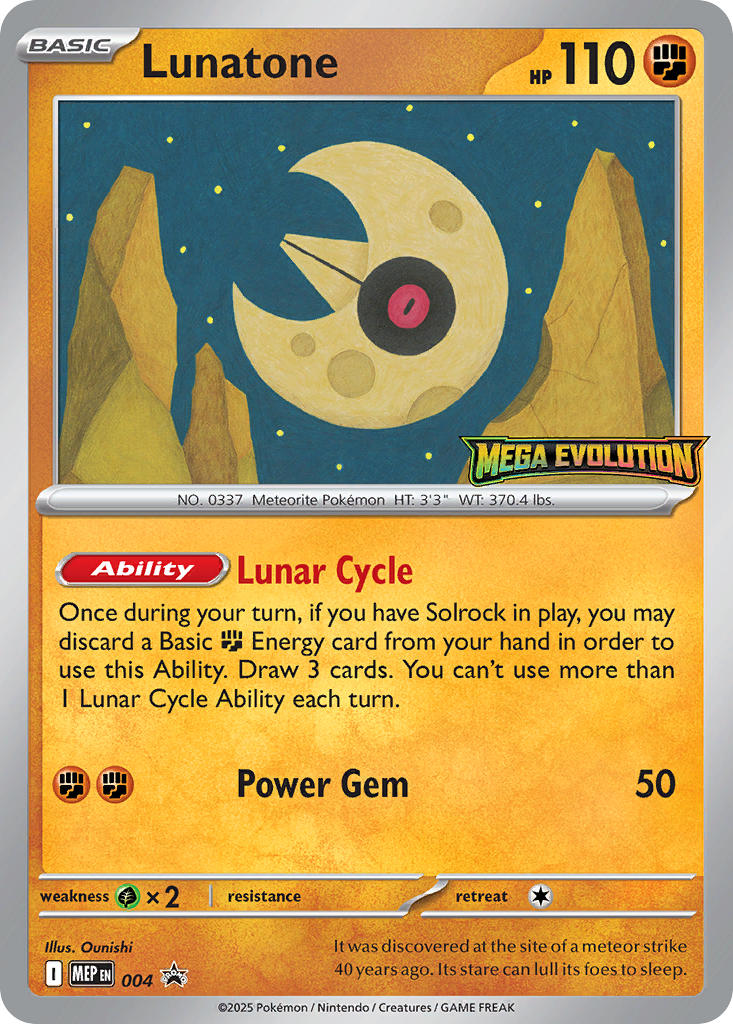 BASIC
Lunatone
HP 110
MEGA EVOLUTION
NO. 0337 Meteorite Pokémon HT: 3'3" WT: 370.4 lbs.
Ability Lunar Cycle
Once during your turn, if you have Solrock in play, you may
discard a Basic Energy card from your hand in order to
use this Ability. Draw 3 cards. You can't use more than
1 Lunar Cycle Ability each turn.
Power Gem 50
weakness ×2 resistance retreat
Illus. Ounishi
I MEP EN 004 PROMO
It was discovered at the site of a meteor strike
40 years ago. Its stare can lull its foes to sleep.
©2025 Pokémon / Nintendo / Creatures / GAME FREAK